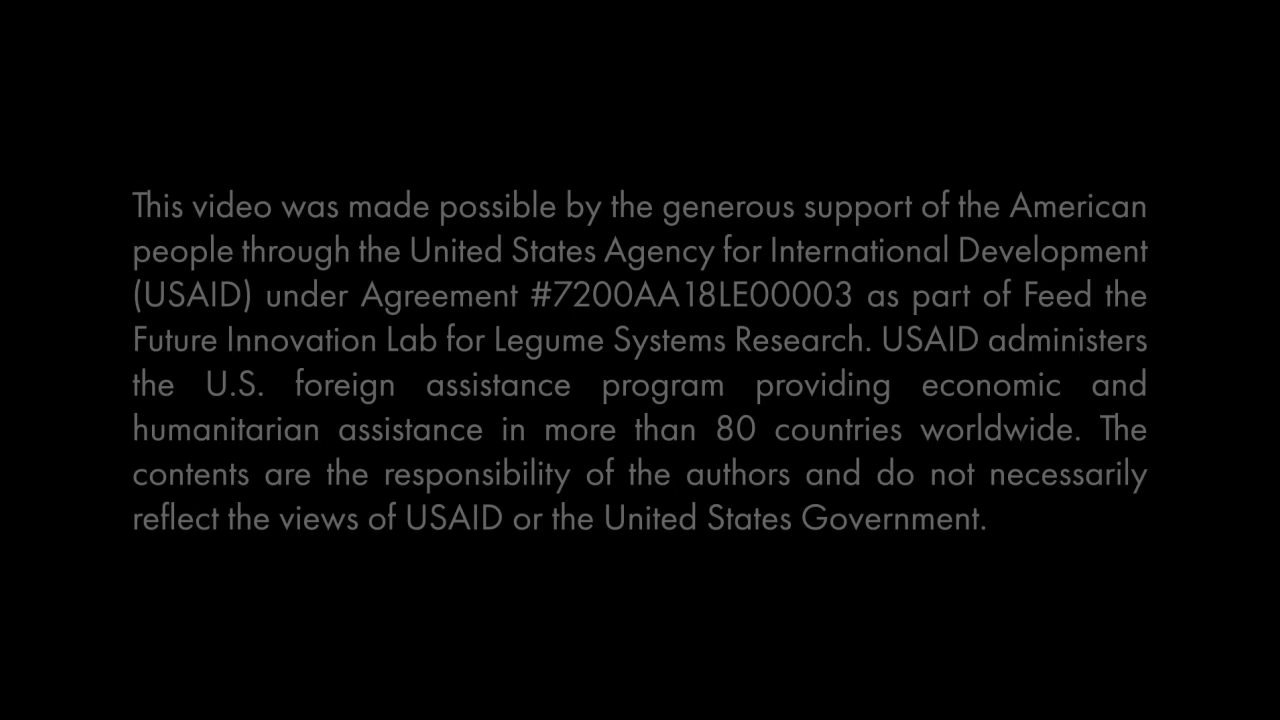 This video was made possible by the generous support of the American
people through the United States Agency for International Development
(USAID) under Agreement #7200AA18LE00003 as part of Feed the
Future Innovation Lab for Legume Systems Research. USAID administers
the U.S. foreign assistance program providing economic and
humanitarian assistance in more than 80 countries worldwide. The
contents are the responsibility of the authors and do not necessarily
reflect the views of USAID or the United States Government.